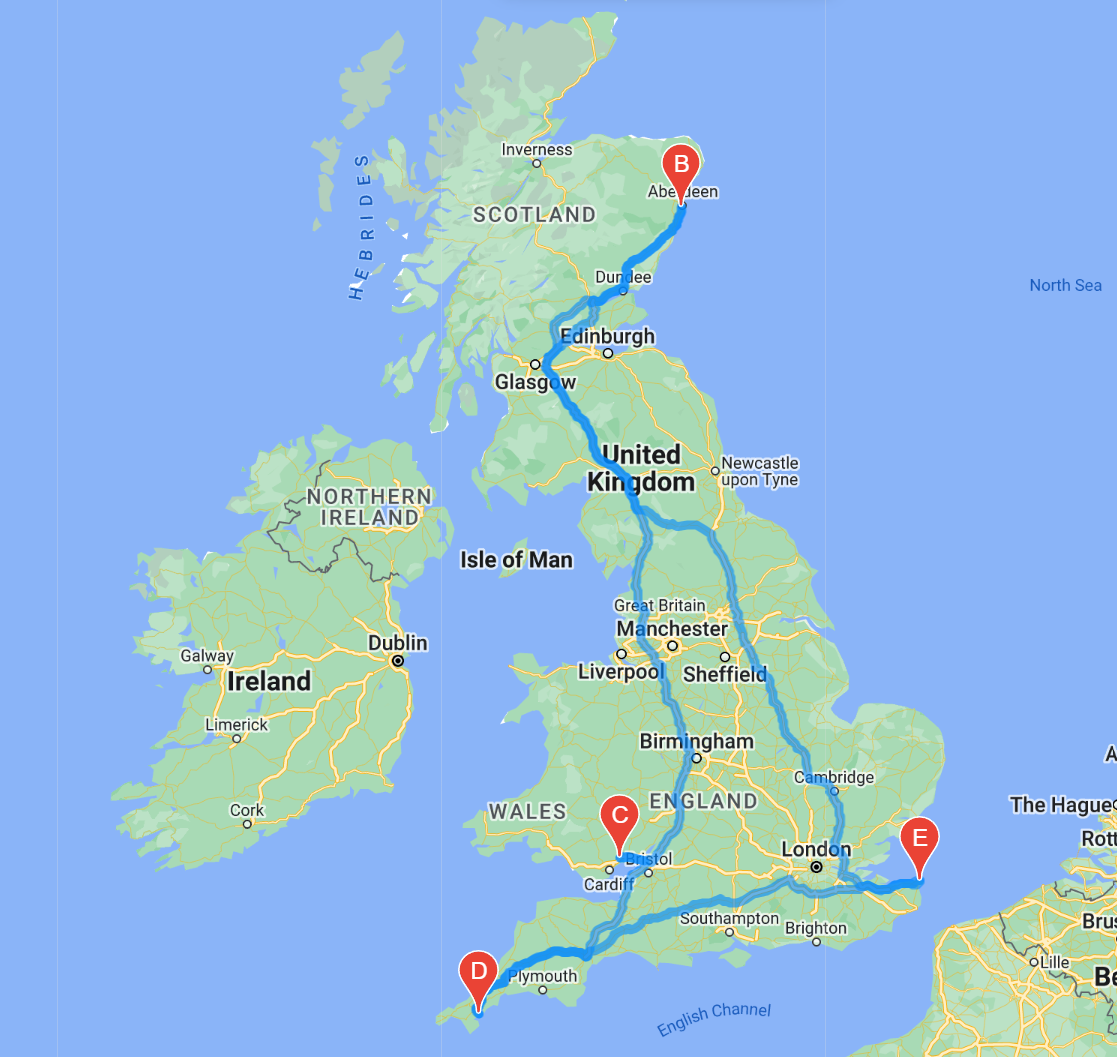 Inverness
B
Aberdeen
HEBRIDES
SCOTLAND
Dundee
North Sea
Edinburgh
Glasgow
United
Kingdom
Newcastle
upon Tyne
NORTHERN
IRELAND
Isle of Man
Great Britain
Manchester
Dublin
Galway
Liverpool
Sheffield
Ireland
Limerick
Birmingham
A
Cambridge
WALES
ENGLAND
The Hague
Cork
C
E
Rott
London
Bristol
Cardiff
Southampton
Brighton
Brus
D
Plymouth
Lille
Be
English Channel